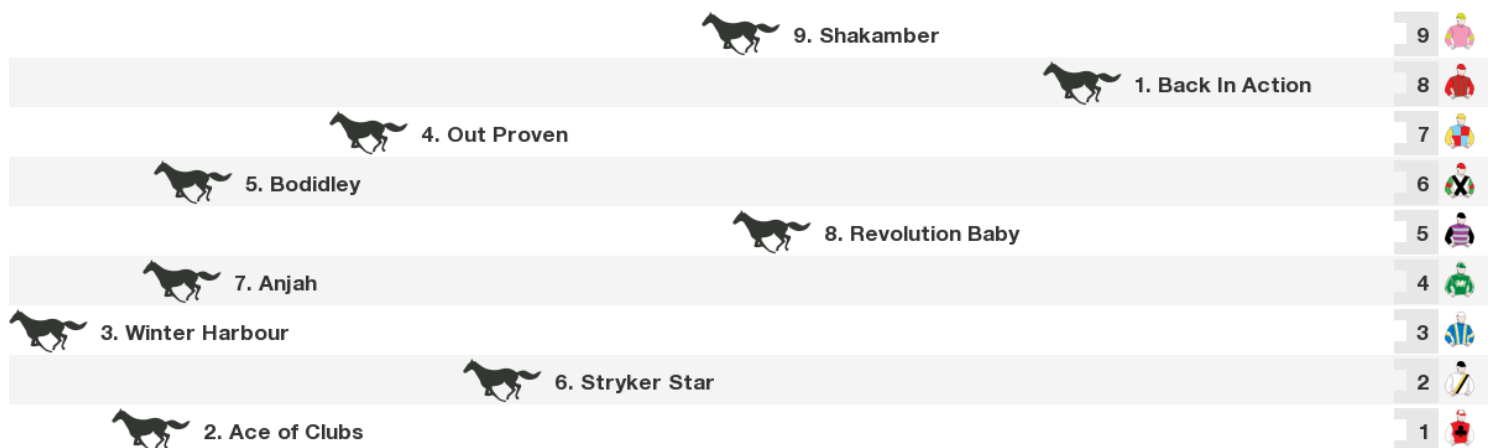 9. Shakamber 9
1. Back In Action 8
4. Out Proven 7
5. Bodidley 6
8. Revolution Baby 5
7. Anjah 4
3. Winter Harbour 3
6. Stryker Star 2
2. Ace of Clubs 1